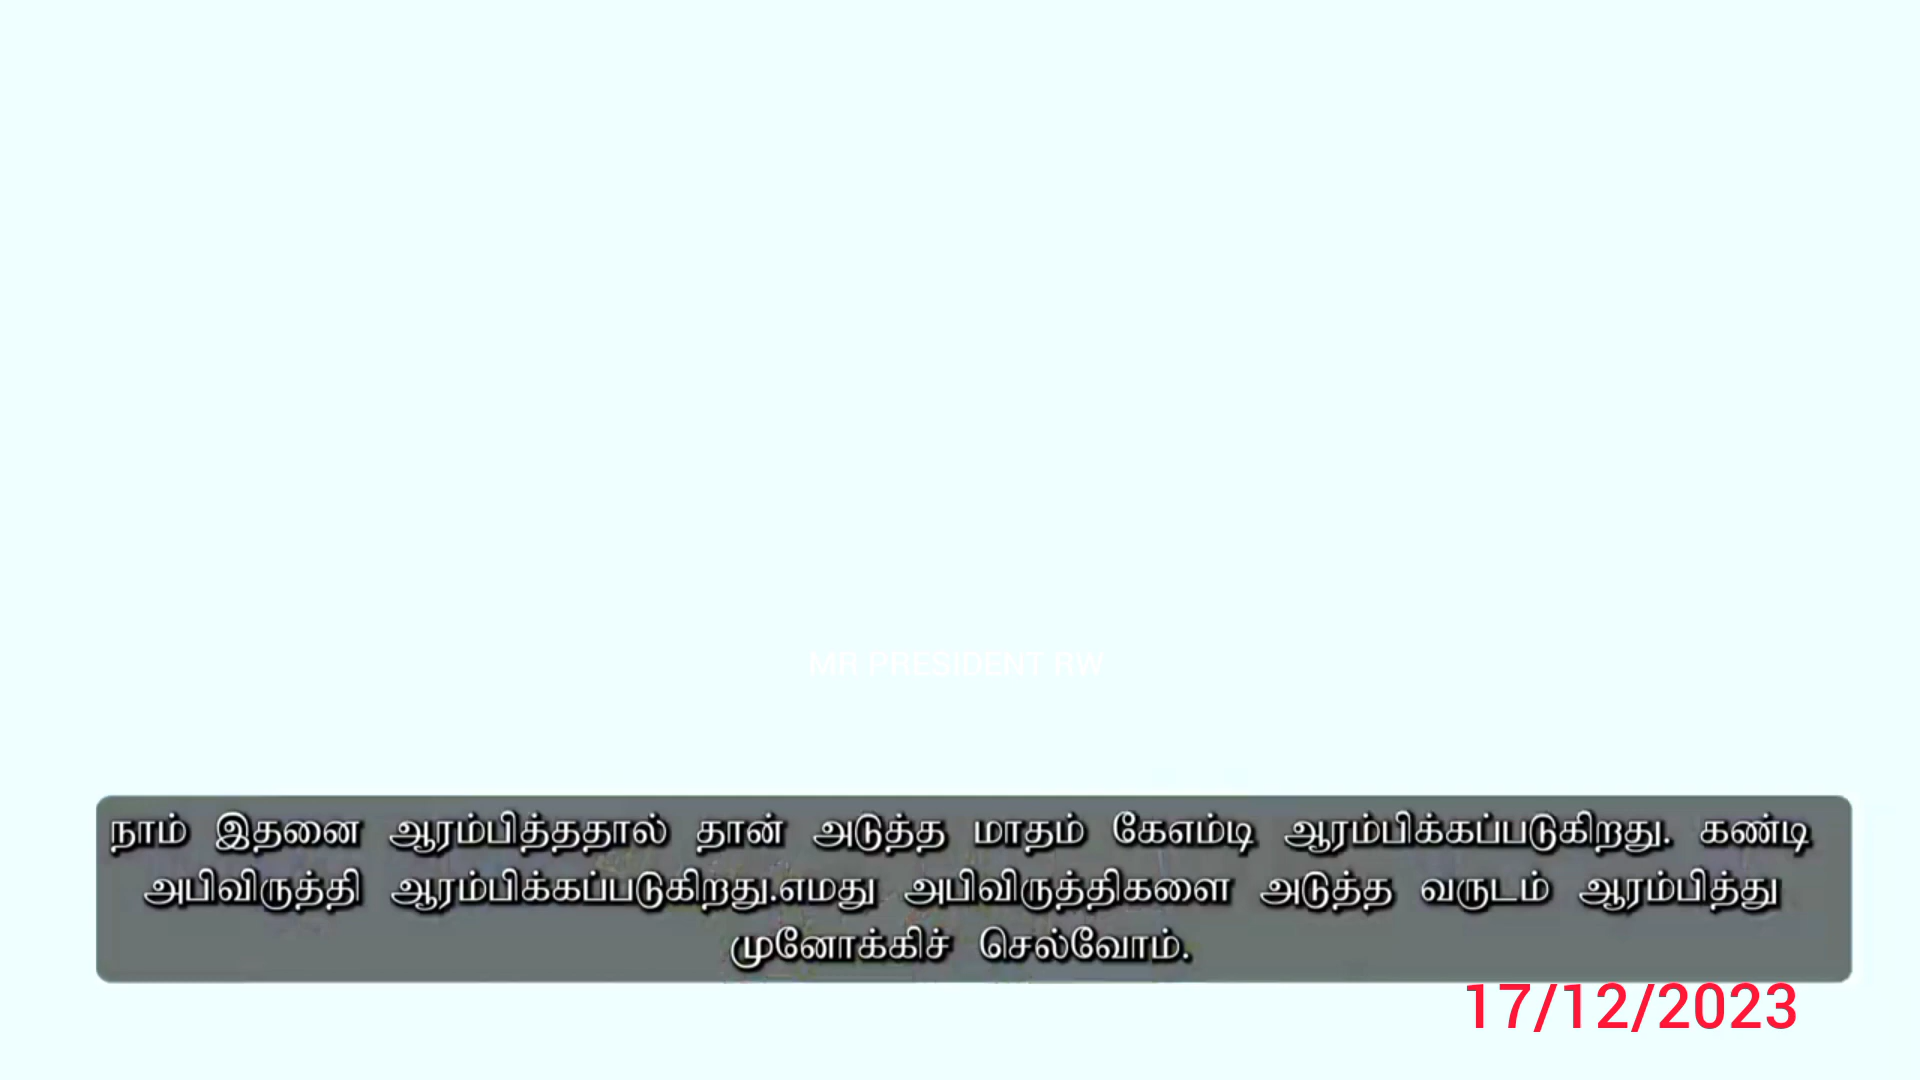 MR PRESIDENT RW
நாம் இதனை ஆரம்பித்ததால் தான் அடுத்த மாதம் கேஎம்டி ஆரம்பிக்கப்படுகிறது. கண்டி
அபிவிருத்தி ஆரம்பிக்கப்படுகிறது.எமது அபிவிருத்திகளை அடுத்த வருடம் ஆரம்பித்து
முனோக்கிச் செல்வோம்.
17/12/2023